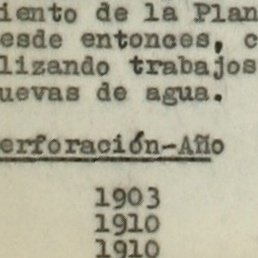 iento de la Plan
esde entonces, c
lizando trabajos
uevas de agua.
erforación-Año
1903
1910
1910